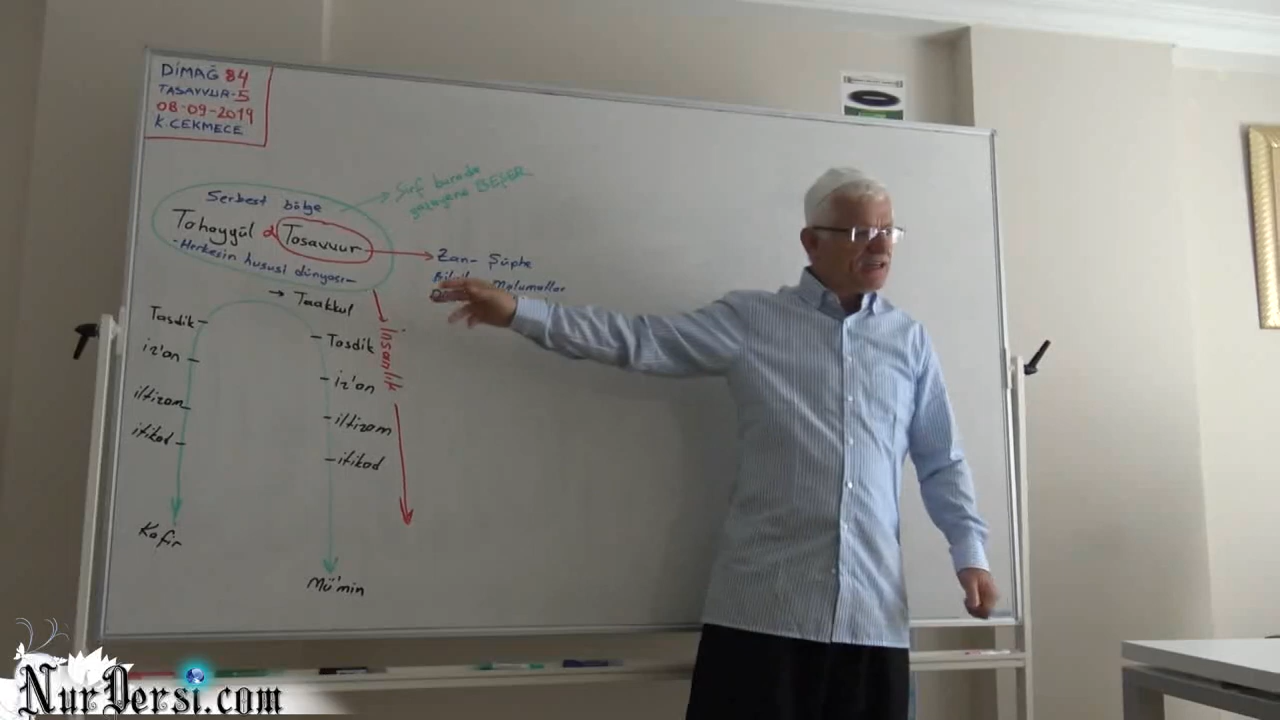 DİMAĞ 84
TASAVVUR-5
08-09-2019
K.ÇEKMECE
Serbest bölge
Tahayyül
Tasavvur
-Herkesin hususi dünyası-
Sırf burada
yaşayana BEŞER
Zan- Şüphe
Malumatlar
→ Taakkul
İnsanlık
Tasdik
iz'an
iltizam
itikad
Kafir
Tasdik
iz'an
iltizam
itikad
Mü'min
NurDersi.com